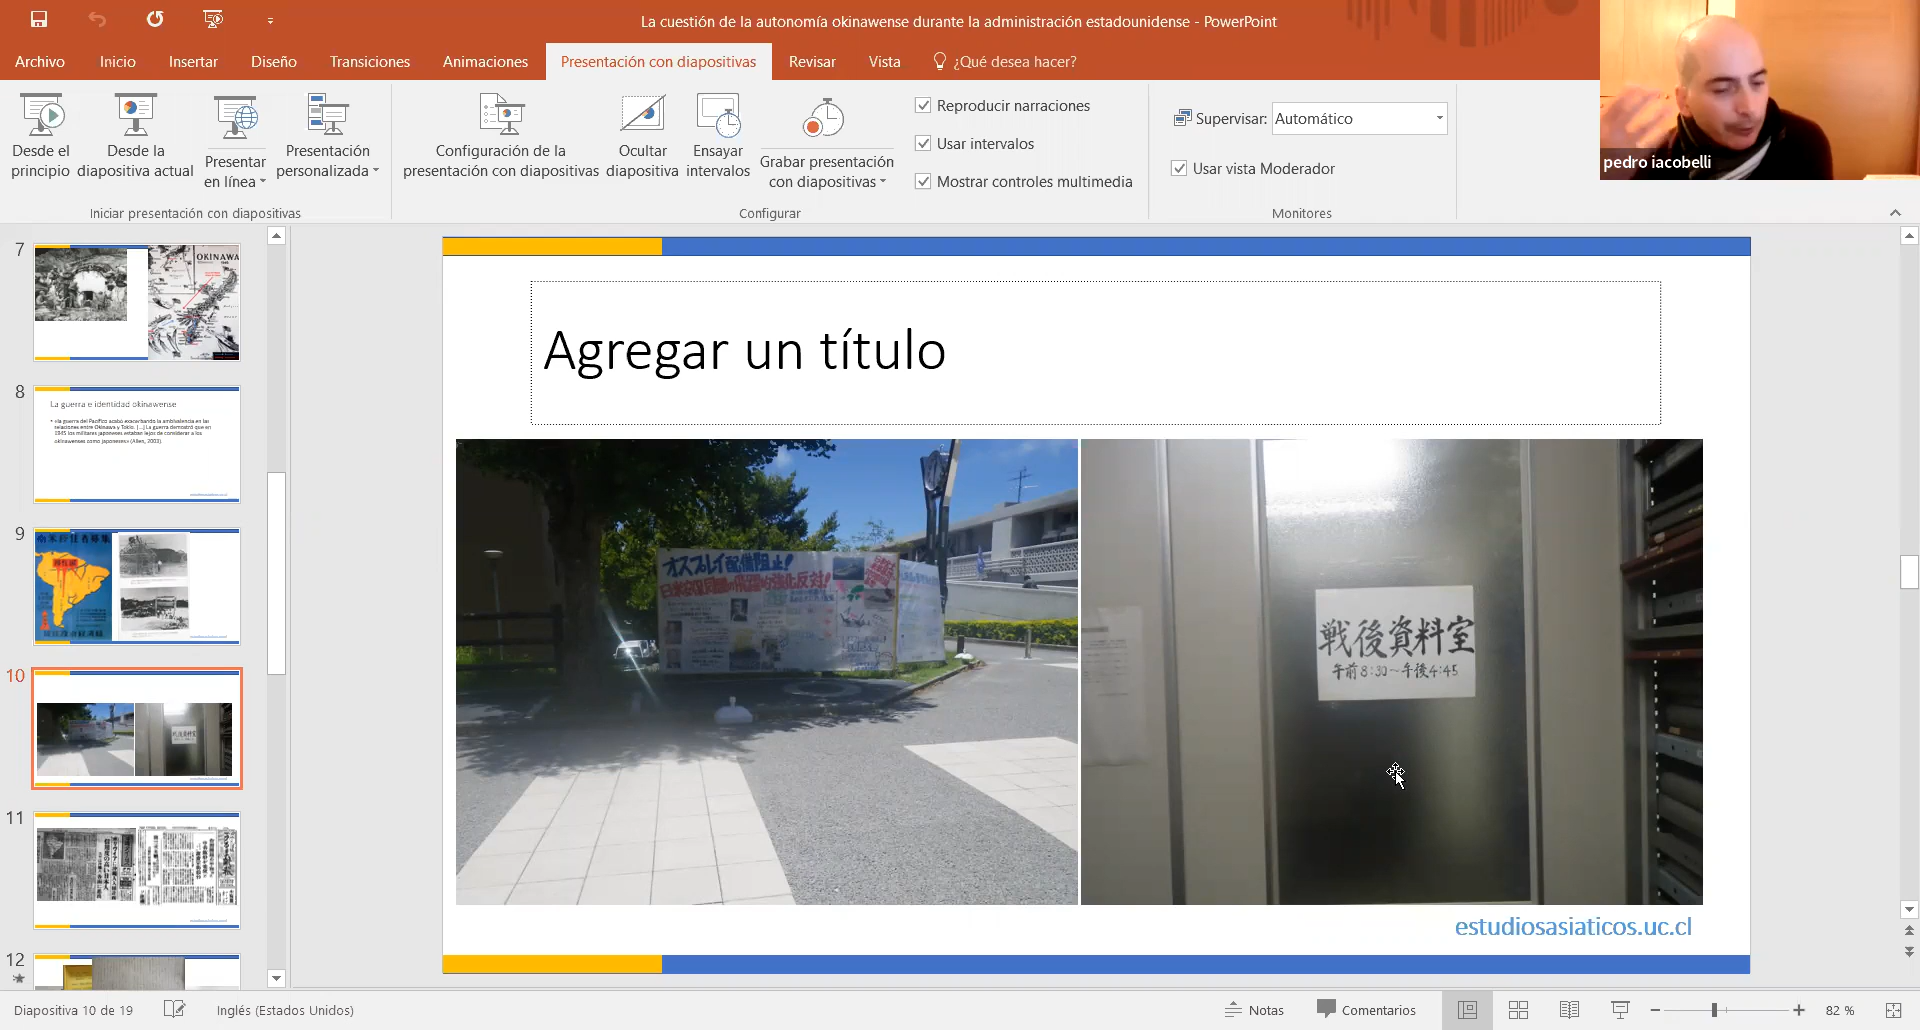 La cuestión de la autonomía okinawense durante la administración estadounidense - PowerPoint
Archivo
Inicio
Insertar
Diseño
Transiciones
Animaciones
Presentación con diapositivas
Revisar
Vista
¿Qué desea hacer?
Desde el principio
Desde la diapositiva actual
Presentar en línea
Presentación personalizada
Iniciar presentación con diapositivas
Configuración de la presentación con diapositivas
Ocultar diapositiva
Ensayar intervalos
Grabar presentación con diapositivas
Reproducir narraciones
Usar intervalos
Mostrar controles multimedia
Configurar
Supervisar:
Automático
Usar vista Moderador
Monitores
pedro iacobelli
7
OKINAWA
8
La guerra e identidad okinawense
9
10
11
12
Agregar un título
オスプレイ配備阻止!
戦後資料室
午前8:30~午後4:45
estudiosasiaticos.uc.cl
Diapositiva 10 de 19
Inglés (Estados Unidos)
Notas
Comentarios
82 %